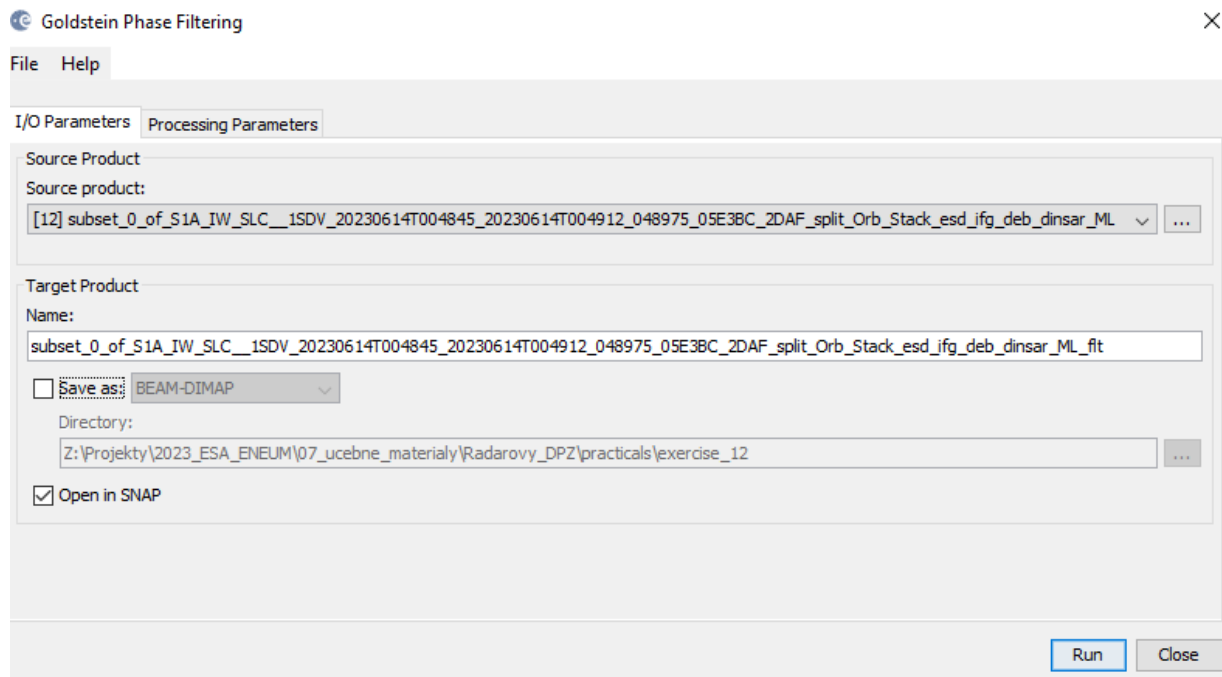 Goldstein Phase Filtering
File Help
I/O Parameters Processing Parameters
Source Product
Source product:
[12] subset_0_of_S1A_IW_SLC__1SDV_20230614T004845_20230614T004912_048975_05E3BC_2DAF_split_Orb_Stack_esd_ifg_deb_dinsar_ML
...
Target Product
Name:
subset_0_of_S1A_IW_SLC__1SDV_20230614T004845_20230614T004912_048975_05E3BC_2DAF_split_Orb_Stack_esd_ifg_deb_dinsar_ML_flt
Save as: BEAM-DIMAP
Directory:
Z:\Projekty\2023_ESA_ENEUM\07_ucebne_materialy\Radarovy_DPZ\practicals\exercise_12
...
Open in SNAP
Run Close